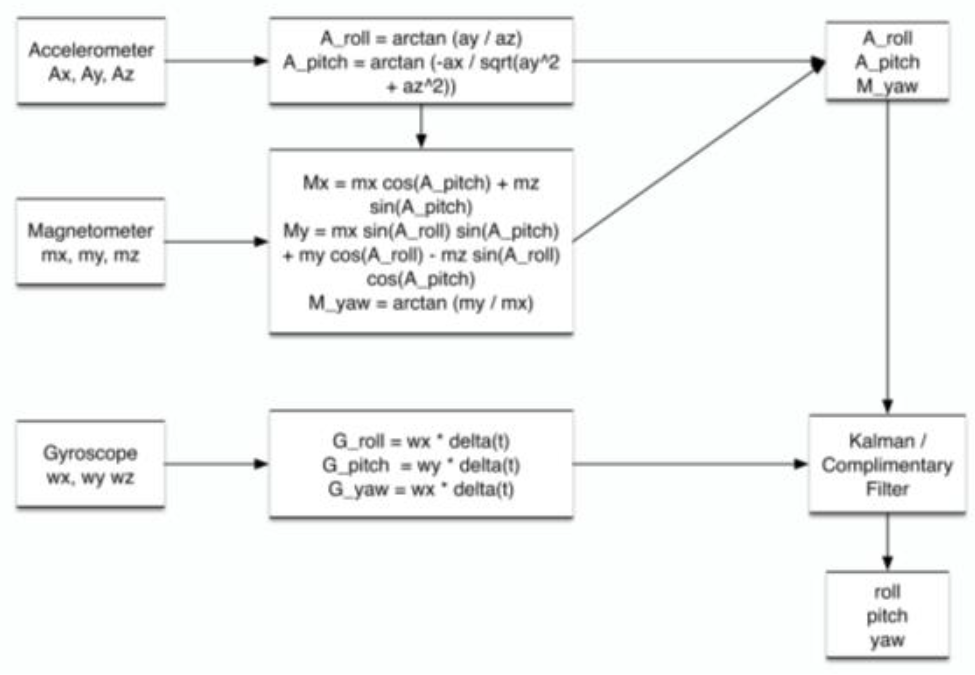 Accelerometer
Ax, Ay, Az
A_roll = arctan (ay / az)
A_pitch = arctan (-ax / sqrt(ay^2
+ az^2))
A_roll
A_pitch
M_yaw
Magnetometer
mx, my, mz
Mx = mx cos(A_pitch) + mz
sin(A_pitch)
My = mx sin(A_roll) sin(A_pitch)
+ my cos(A_roll) - mz sin(A_roll)
cos(A_pitch)
M_yaw = arctan (my / mx)
Gyroscope
wx, wy wz
G_roll = wx * delta(t)
G_pitch = wy * delta(t)
G_yaw = wx * delta(t)
Kalman /
Complimentary
Filter
roll
pitch
yaw